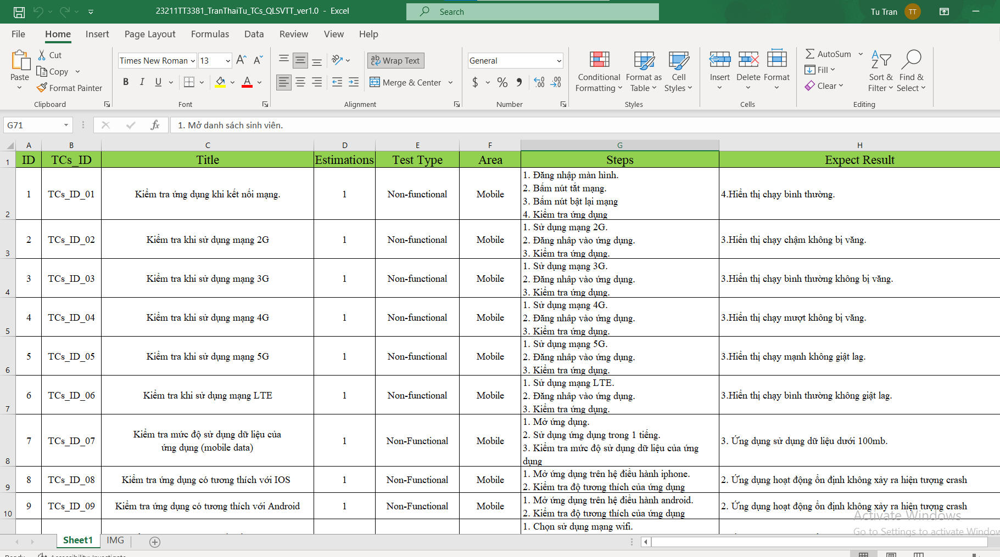 23211TT3381_TranThaiTu_TCs_QLSVTT_ver1.0 - Excel
Search
Tu Tran
TT
File Home Insert Page Layout Formulas Data Review View Help
Paste
Cut
Copy
Format Painter
Clipboard
Times New Roman 13
B I U
Font
Wrap Text
Merge & Center
Alignment
General
$ % 9
Number
Conditional Formatting
Format as Table
Cell Styles
Styles
Insert Delete Format
Cells
AutoSum
Fill
Clear
Sort & Filter
Find & Select
Editing
G71 fx 1. Mở danh sách sinh viên.
A B C D E F G H
1 ID TCs_ID Title Estimations Test Type Area Steps Expect Result
2 1 TCs_ID_01 Kiểm tra ứng dụng khi kết nối mạng. 1 Non-functional Mobile
1. Đăng nhập màn hình.
2. Bấm nút tắt mạng.
3. Bấm nút bật lại mạng
4. Kiểm tra ứng dụng
4.Hiển thị chạy bình thường.
3 2 TCs_ID_02 Kiểm tra khi sử dụng mạng 2G 1 Non-functional Mobile
1. Sử dụng mạng 2G.
2. Đăng nhâp vào ứng dụng.
3. Kiểm tra ứng dụng.
3.Hiển thị chạy chậm không bị văng.
4 3 TCs_ID_03 Kiểm tra khi sử dụng mạng 3G 1 Non-functional Mobile
1. Sử dụng mạng 3G.
2. Đăng nhâp vào ứng dụng.
3. Kiểm tra ứng dụng.
3.Hiển thị chạy bình thường không bị văng.
5 4 TCs_ID_04 Kiểm tra khi sử dụng mạng 4G 1 Non-functional Mobile
1. Sử dụng mạng 4G.
2. Đăng nhâp vào ứng dụng.
3. Kiểm tra ứng dụng.
3.Hiển thị chạy mượt không bị văng.
6 5 TCs_ID_05 Kiểm tra khi sử dụng mạng 5G 1 Non-functional Mobile
1. Sử dụng mạng 5G.
2. Đăng nhâp vào ứng dụng.
3. Kiểm tra ứng dụng.
3.Hiển thị chạy mạnh không giật lag.
7 6 TCs_ID_06 Kiểm tra khi sử dụng mạng LTE 1 Non-functional Mobile
1. Sử dụng mạng LTE.
2. Đăng nhâp vào ứng dụng.
3. Kiểm tra ứng dụng.
3.Hiển thị chạy bình thường không giật lag.
8 7 TCs_ID_07 Kiểm tra mức độ sử dụng dữ liệu của
ứng dụng (mobile data) 1 Non-Functional Mobile
1. Mở ứng dụng.
2. Sử dụng ứng dụng trong 1 tiếng.
3. Kiểm tra mức độ sử dụng dữ liệu của ứng
dụng
3. Ứng dụng sử dụng dữ liệu dưới 100mb.
9 8 TCs_ID_08 Kiểm tra ứng dụng có tương thích với IOS 1 Non-Functional Mobile
1. Mở ứng dụng trên hệ điều hành iphone.
2. Kiểm tra độ tương thích của ứng dụng
2. Ứng dụng hoạt động ổn định không xảy ra hiện tượng crash
10 9 TCs_ID_09 Kiểm tra ứng dụng có tương thích với Android 1 Non-Functional Mobile
1. Mở ứng dụng trên hệ điều hành android.
2. Kiểm tra độ tương thích của ứng dụng
2. Ứng dụng hoạt động ổn định không xảy ra hiện tượng crash
1. Chọn sử dụng mạng wifi.
Activate Windows
Go to Settings to activate Window
Sheet1 IMG
Ready Accessibility: Investigate